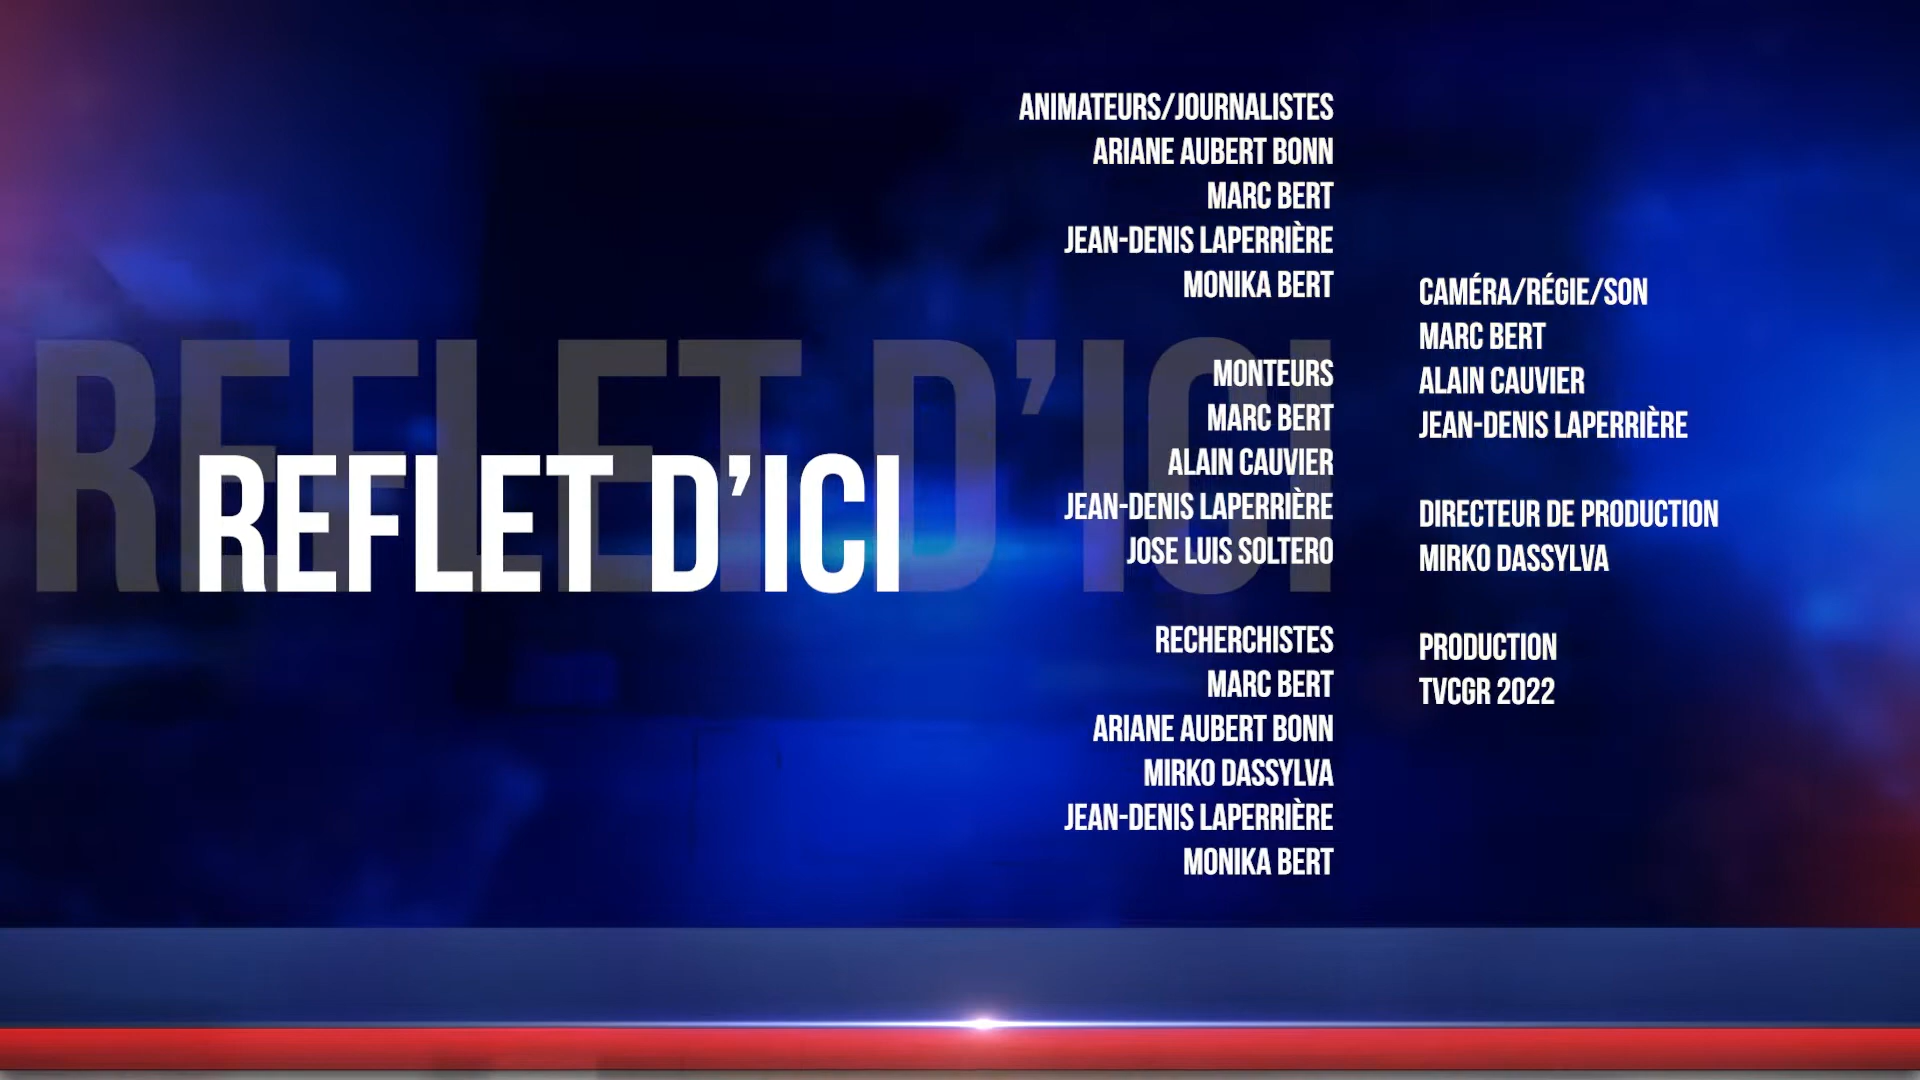 REFLET D'ICI
REFLET D'ICI
ANIMATEURS/JOURNALISTES
ARIANE AUBERT BONN
MARC BERT
JEAN-DENIS LAPERRIÈRE
MONIKA BERT
MONTEURS
MARC BERT
ALAIN CAUVIER
JEAN-DENIS LAPERRIÈRE
JOSE LUIS SOLTERO
RECHERCHISTES
MARC BERT
ARIANE AUBERT BONN
MIRKO DASSYLVA
JEAN-DENIS LAPERRIÈRE
MONIKA BERT
CAMÉRA/RÉGIE/SON
MARC BERT
ALAIN CAUVIER
JEAN-DENIS LAPERRIÈRE
DIRECTEUR DE PRODUCTION
MIRKO DASSYLVA
PRODUCTION
TVCGR 2022